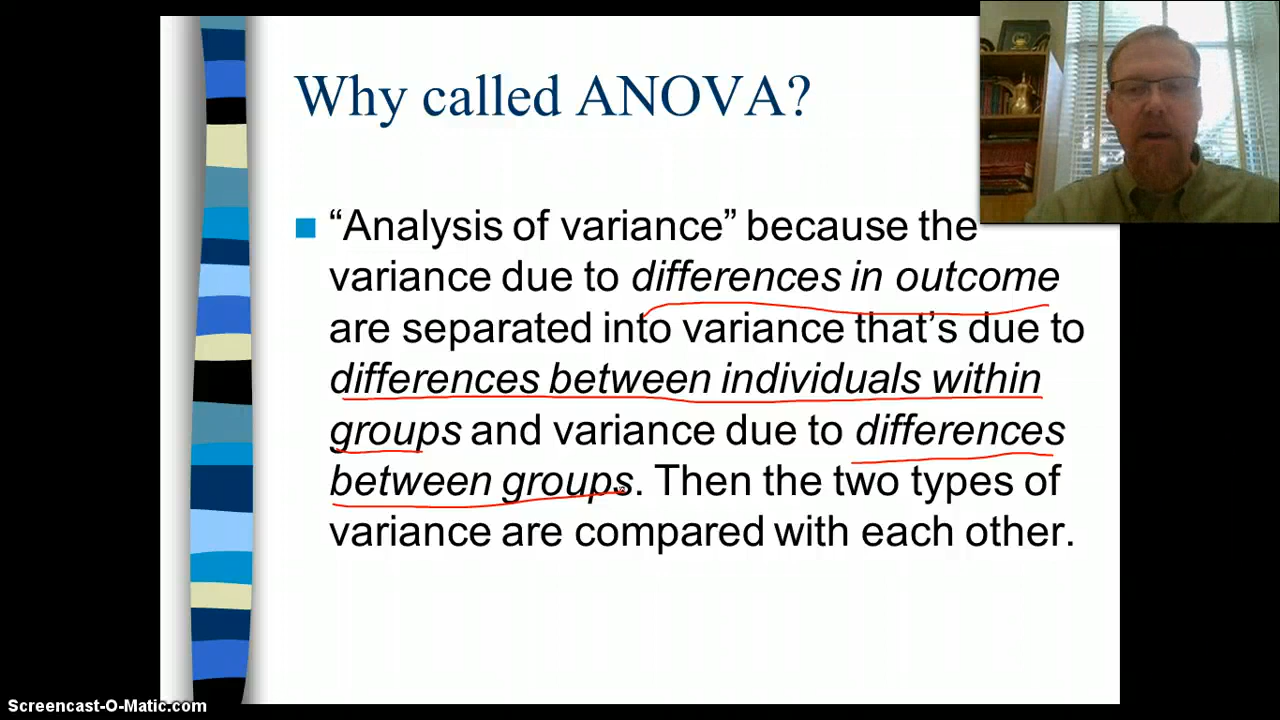 Why called ANOVA?
“Analysis of variance” because the
variance due to differences in outcome
are separated into variance that’s due to
differences between individuals within
groups and variance due to differences
between groups. Then the two types of
variance are compared with each other.
Screencast-O-Matic.com